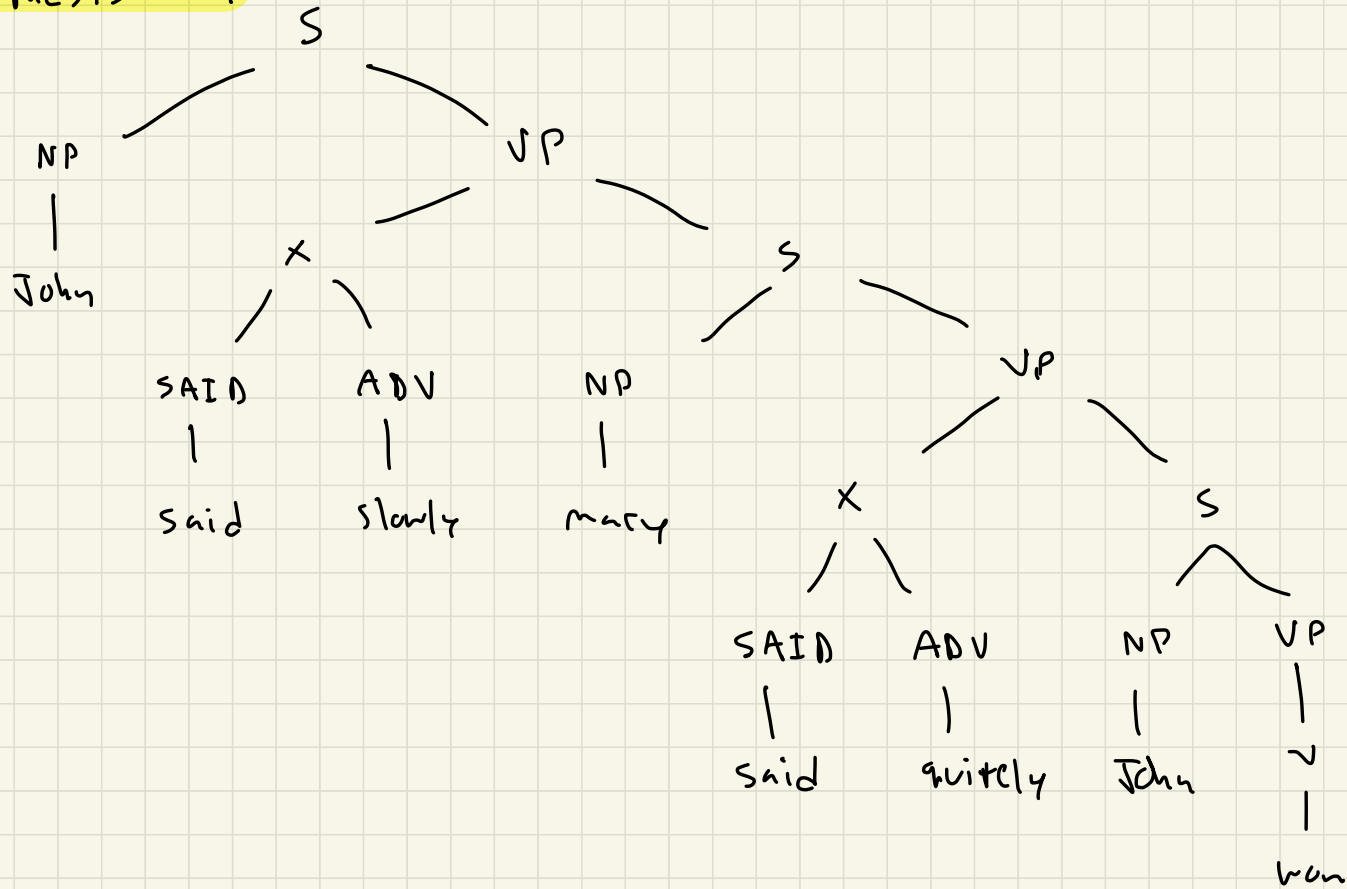 S
NP VP
John X S
SAID ADV NP VP
said slowly mary X S
SAID ADV NP VP
said quitely John V
won